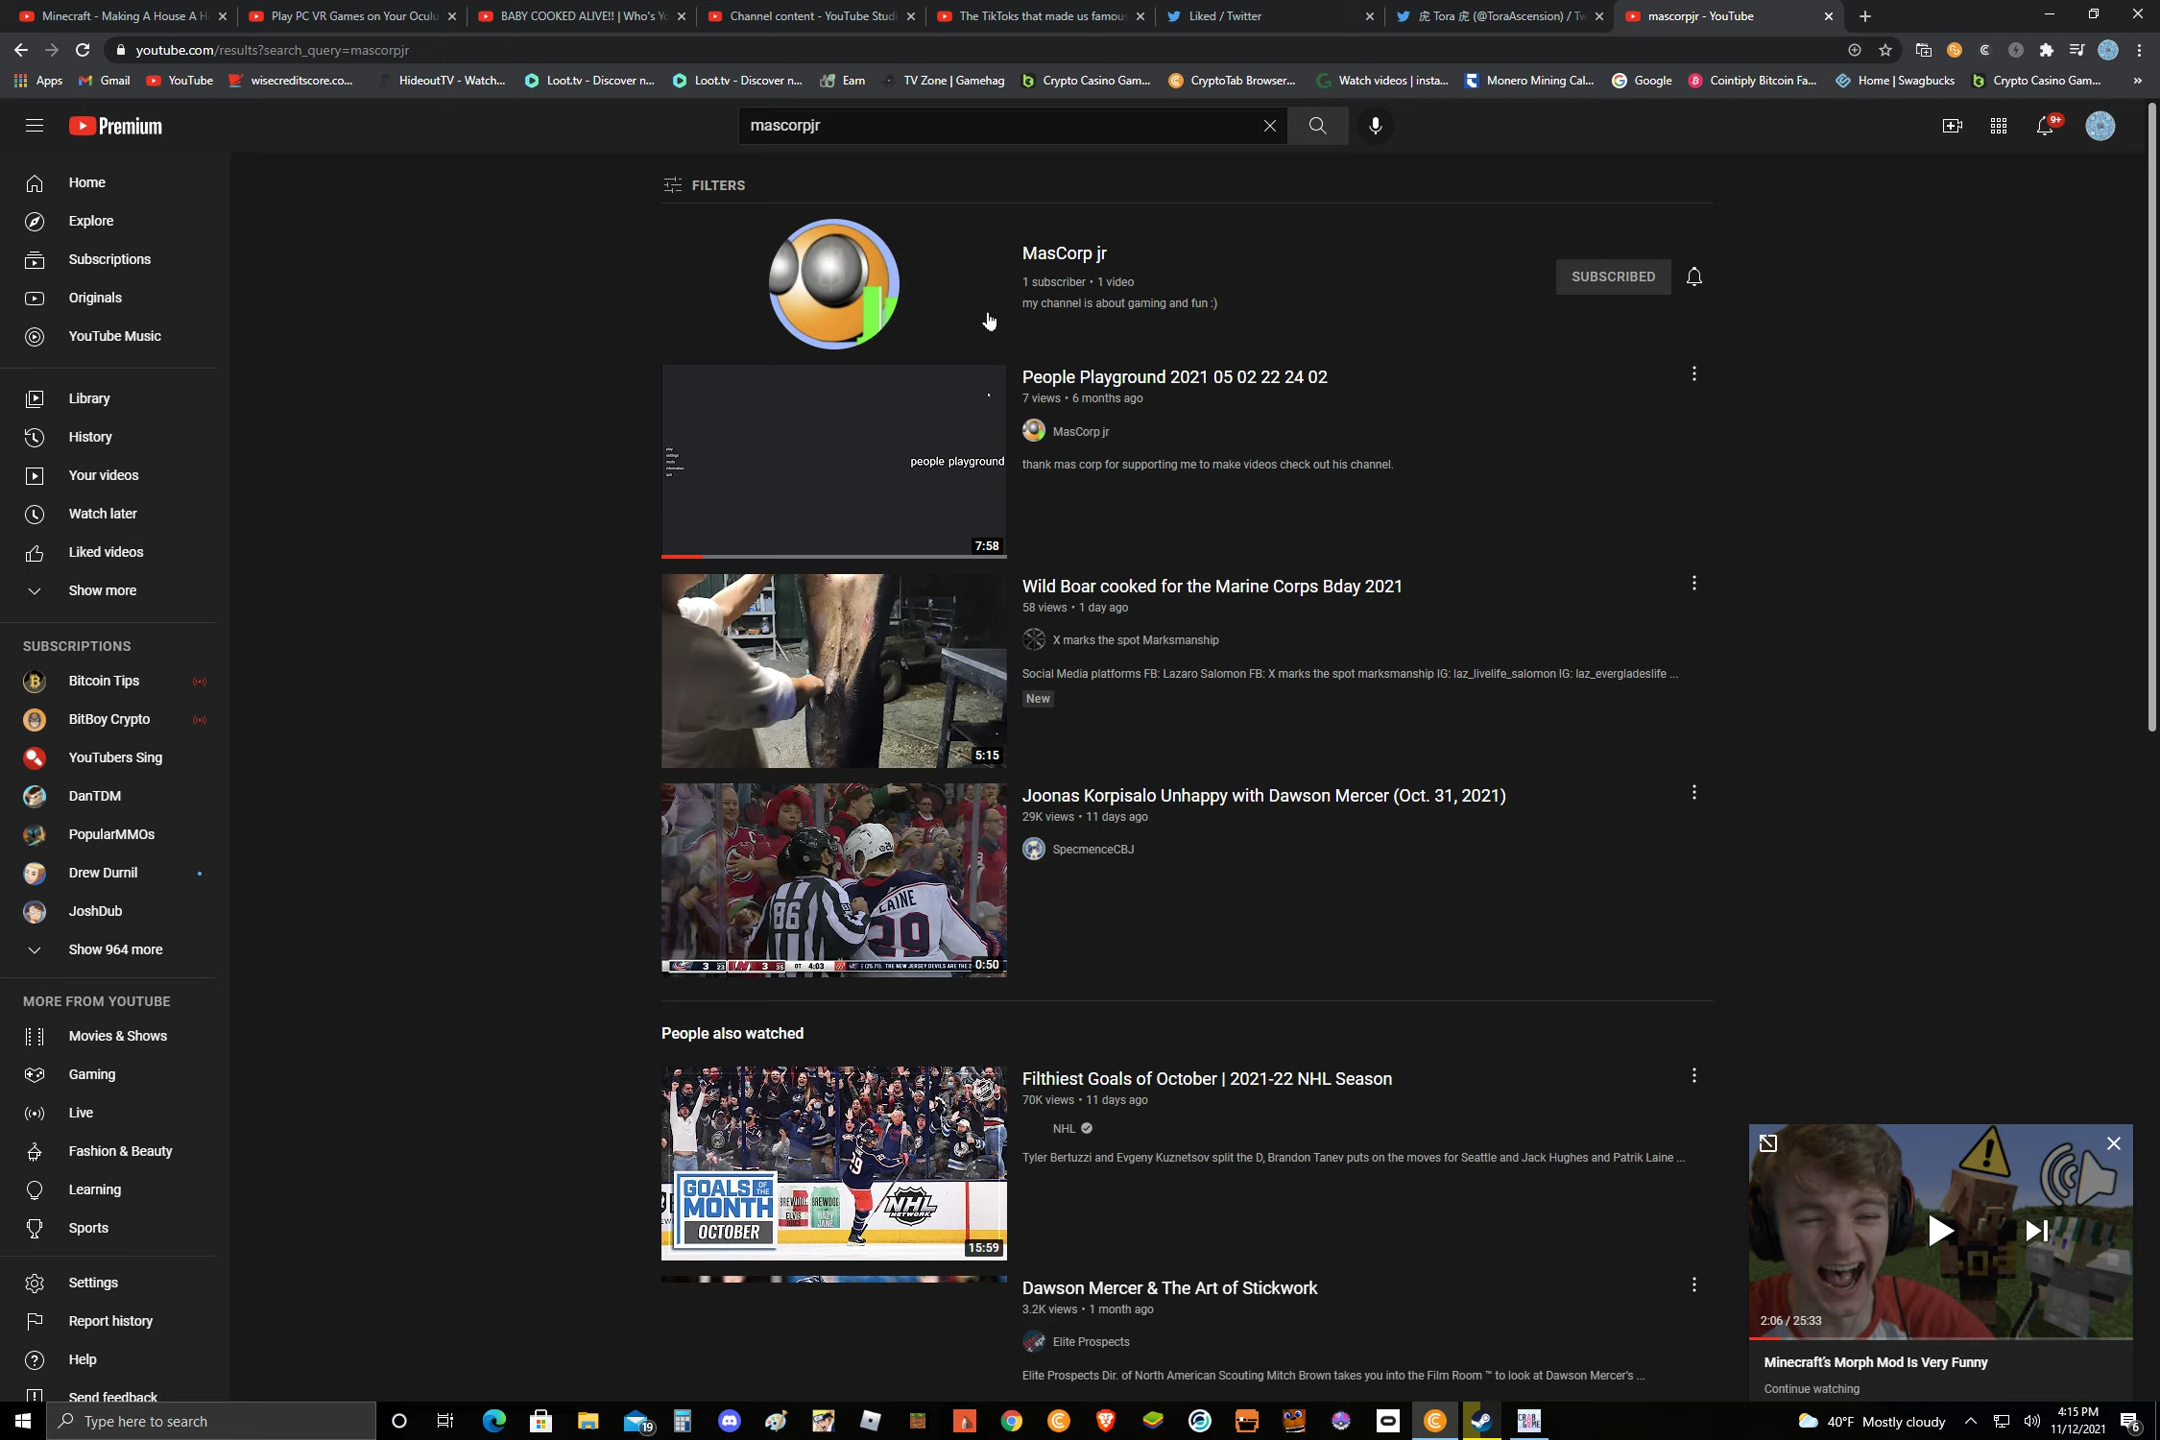 Minecraft - Making A House A H
Play PC VR Games on Your Ocul
BABY COOKED ALIVE!! | Who's Y
Channel content - YouTube Stud
The TikToks that made us famou
Liked / Twitter
虎 Tora 虎 (@ToraAscension) / Tw
mascorpjr - YouTube
youtube.com/results?search_query=mascorpjr
Apps
Gmail
YouTube
wisecreditscore.co...
HideoutTV - Watch...
Loot.tv - Discover n...
Loot.tv - Discover n...
Earn
TV Zone | Gamehag
Crypto Casino Gam...
CryptoTab Browser...
Watch videos | insta...
Monero Mining Cal...
Google
Cointiply Bitcoin Fa...
Home | Swagbucks
Crypto Casino Gam...
Premium
mascorpjr
9+
Home
Explore
Subscriptions
Originals
YouTube Music
Library
History
Your videos
Watch later
Liked videos
Show more
SUBSCRIPTIONS
Bitcoin Tips
BitBoy Crypto
YouTubers Sing
DanTDM
PopularMMOs
Drew Durnil
JoshDub
Show 964 more
MORE FROM YOUTUBE
Movies & Shows
Gaming
Live
Fashion & Beauty
Learning
Sports
Settings
Report history
Help
Send feedback
FILTERS
MasCorp jr
1 subscriber • 1 video
my channel is about gaming and fun :)
SUBSCRIBED
people playground
7:58
People Playground 2021 05 02 22 24 02
7 views • 6 months ago
MasCorp jr
thank mas corp for supporting me to make videos check out his channel.
5:15
Wild Boar cooked for the Marine Corps Bday 2021
58 views • 1 day ago
X marks the spot Marksmanship
Social Media platforms FB: Lazaro Salomon FB: X marks the spot marksmanship IG: laz_livelife_salomon IG: laz_evergladeslife ...
New
86
LAINE
29
3
3
OT 4:03
0:50
Joonas Korpisalo Unhappy with Dawson Mercer (Oct. 31, 2021)
29K views • 11 days ago
SpecmenceCBJ
People also watched
GOALS OF THE
MONTH
OCTOBER
NHL
NETWORK
15:59
Filthiest Goals of October | 2021-22 NHL Season
70K views • 11 days ago
NHL
Tyler Bertuzzi and Evgeny Kuznetsov split the D, Brandon Tanev puts on the moves for Seattle and Jack Hughes and Patrik Laine ...
Dawson Mercer & The Art of Stickwork
3.2K views • 1 month ago
Elite Prospects
Elite Prospects Dir. of North American Scouting Mitch Brown takes you into the Film Room ™ to look at Dawson Mercer's ...
2:06 / 25:33
Minecraft's Morph Mod Is Very Funny
Continue watching
Type here to search
19
40°F Mostly cloudy
4:15 PM
11/12/2021
6